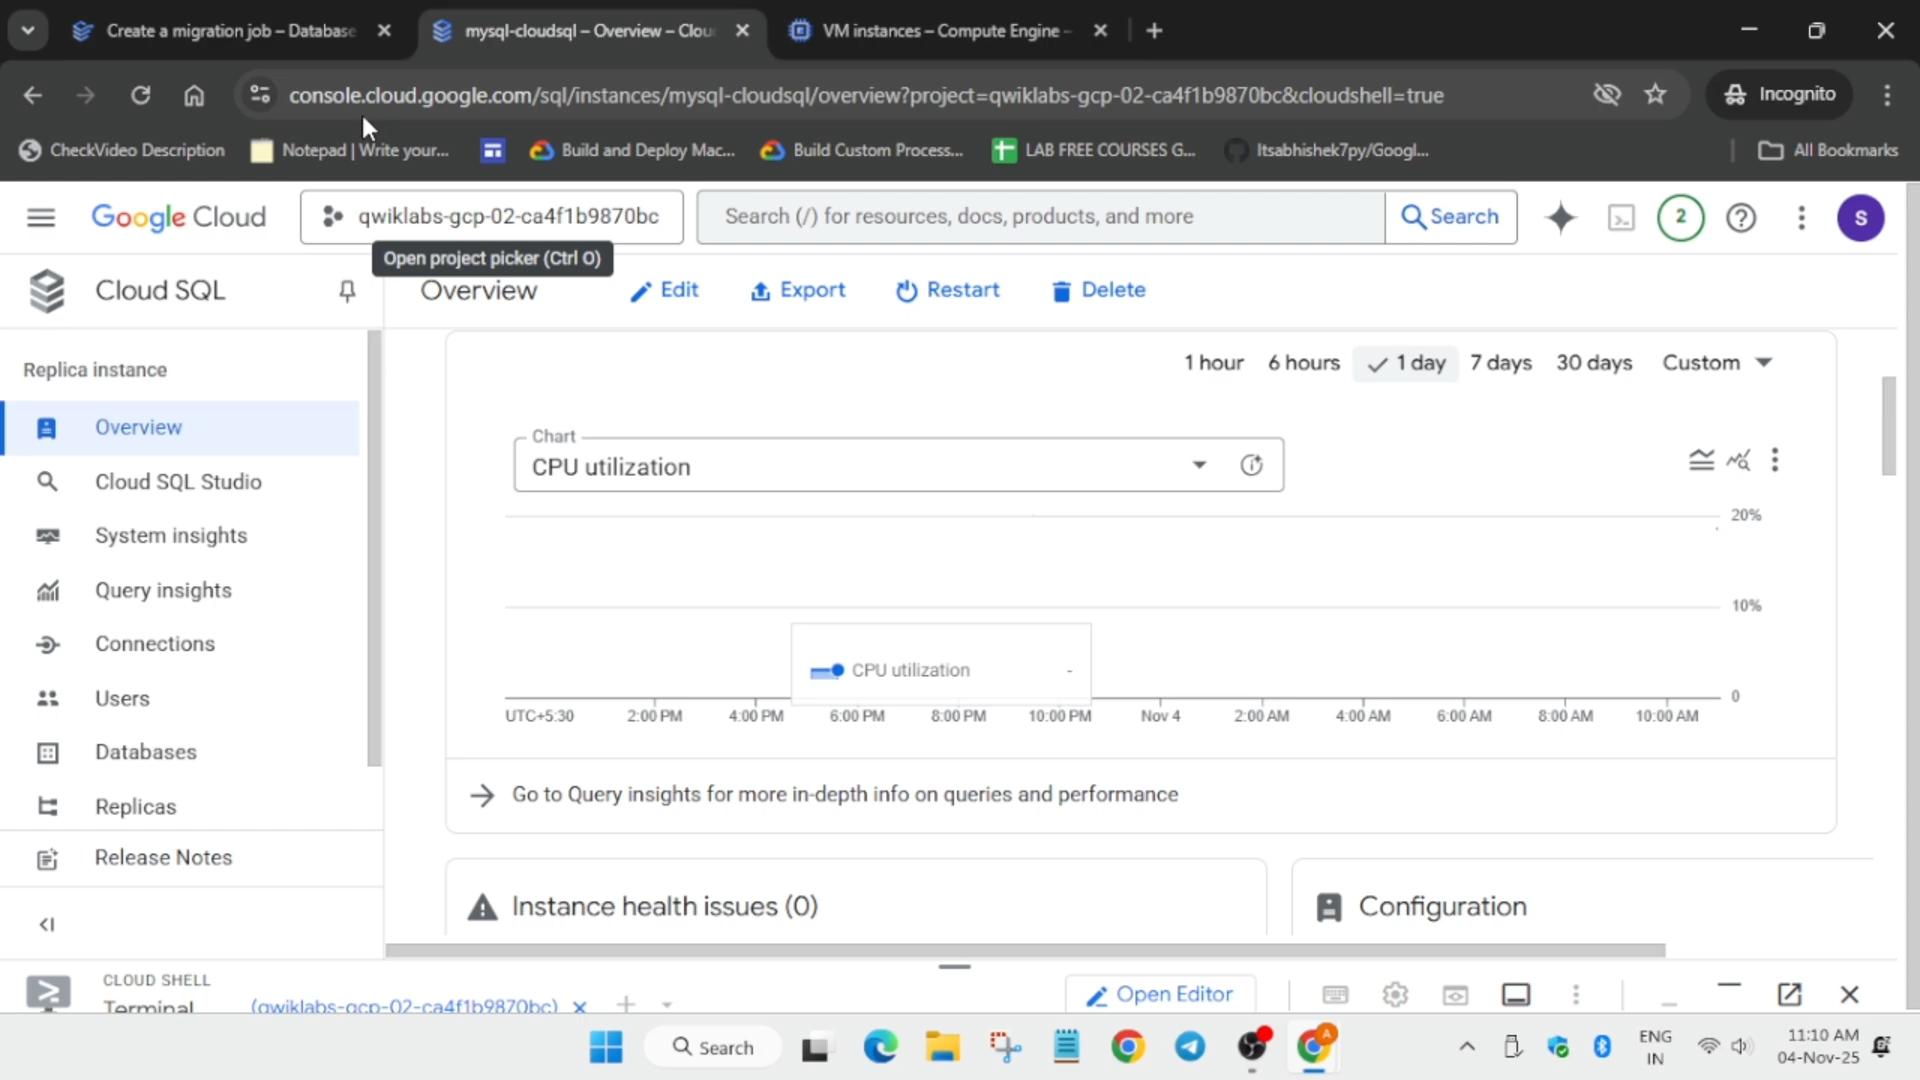 Create a migration job – Database
mysql-cloudsql – Overview – Clou
VM instances – Compute Engine –
console.cloud.google.com/sql/instances/mysql-cloudsql/overview?project=qwiklabs-gcp-02-ca4f1b9870bc&cloudshell=true
Incognito
CheckVideo Description
Notepad | Write your...
Build and Deploy Mac...
Build Custom Process...
LAB FREE COURSES G...
Itsabhishek7py/Googl...
All Bookmarks
Google Cloud
qwiklabs-gcp-02-ca4f1b9870bc
Search (/) for resources, docs, products, and more
Search
2
S
Open project picker (Ctrl O)
Cloud SQL
Overview
Edit
Export
Restart
Delete
Replica instance
Overview
Cloud SQL Studio
System insights
Query insights
Connections
Users
Databases
Replicas
Release Notes
1 hour
6 hours
1 day
7 days
30 days
Custom
Chart
CPU utilization
20%
10%
0
CPU utilization -
UTC+5:30
2:00 PM
4:00 PM
6:00 PM
8:00 PM
10:00 PM
Nov 4
2:00 AM
4:00 AM
6:00 AM
8:00 AM
10:00 AM
Go to Query insights for more in-depth info on queries and performance
Instance health issues (0)
Configuration
CLOUD SHELL
Terminal
(qwiklabs-gcp-02-ca4f1b9870bc)
Open Editor
Search
A
ENG
IN
11:10 AM
04-Nov-25